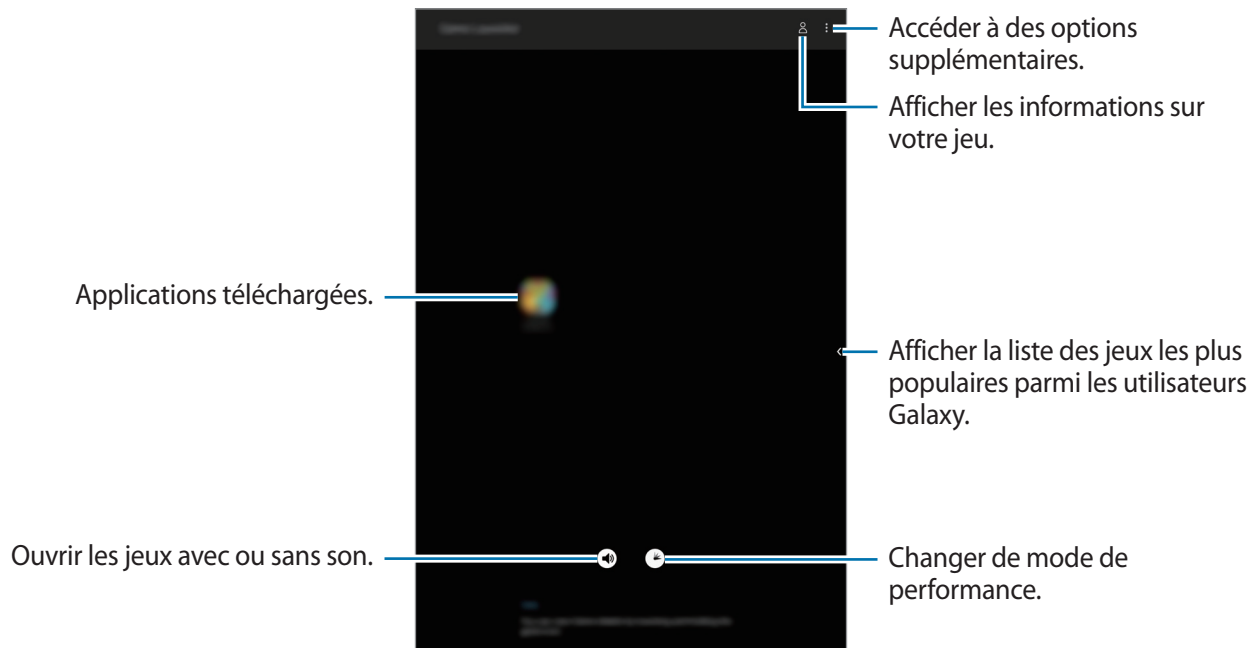 Accéder à des options
supplémentaires.
Afficher les informations sur
votre jeu.
Applications téléchargées.
Afficher la liste des jeux les plus
populaires parmi les utilisateurs
Galaxy.
Ouvrir les jeux avec ou sans son.
Changer de mode de
performance.